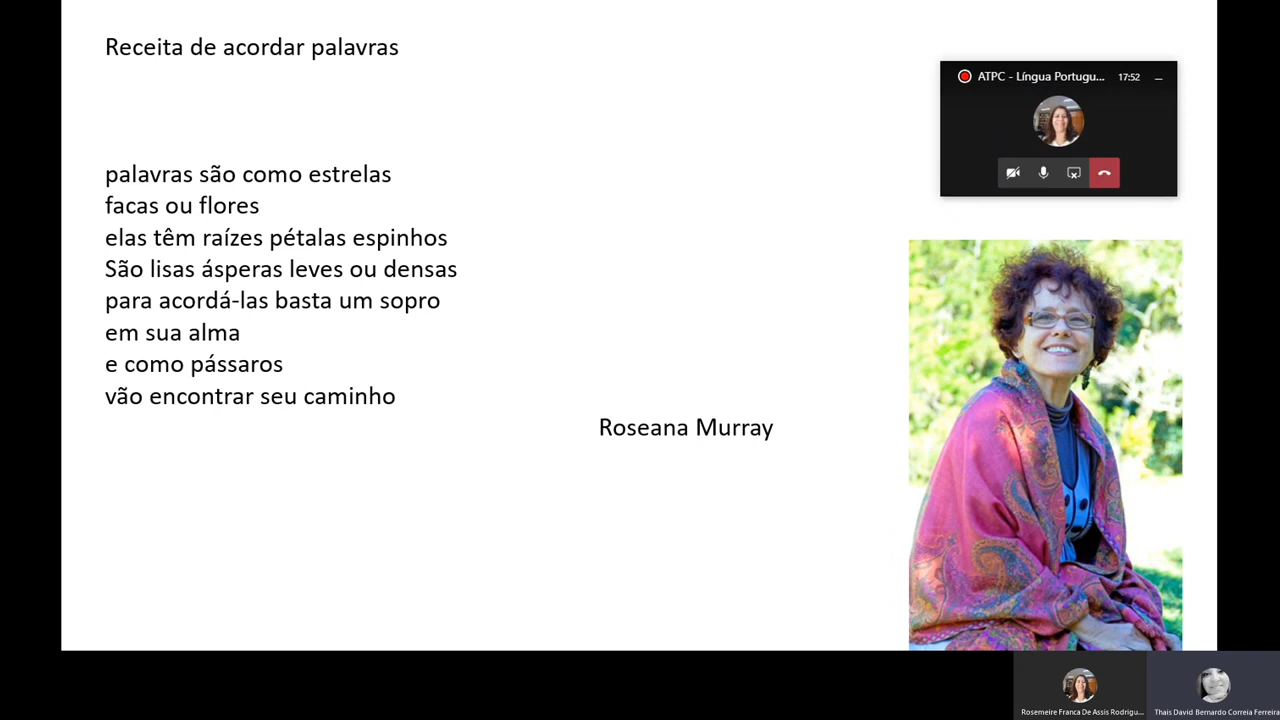 Receita de acordar palavras
ATPC - Língua Portugu... 17:52
palavras são como estrelas
facas ou flores
elas têm raízes pétalas espinhos
São lisas ásperas leves ou densas
para acordá-las basta um sopro
em sua alma
e como pássaros
vão encontrar seu caminho
Roseana Murray
Rosemeire Franca De Assis Rodrigu...
Thais David Bernardo Correia Ferreira